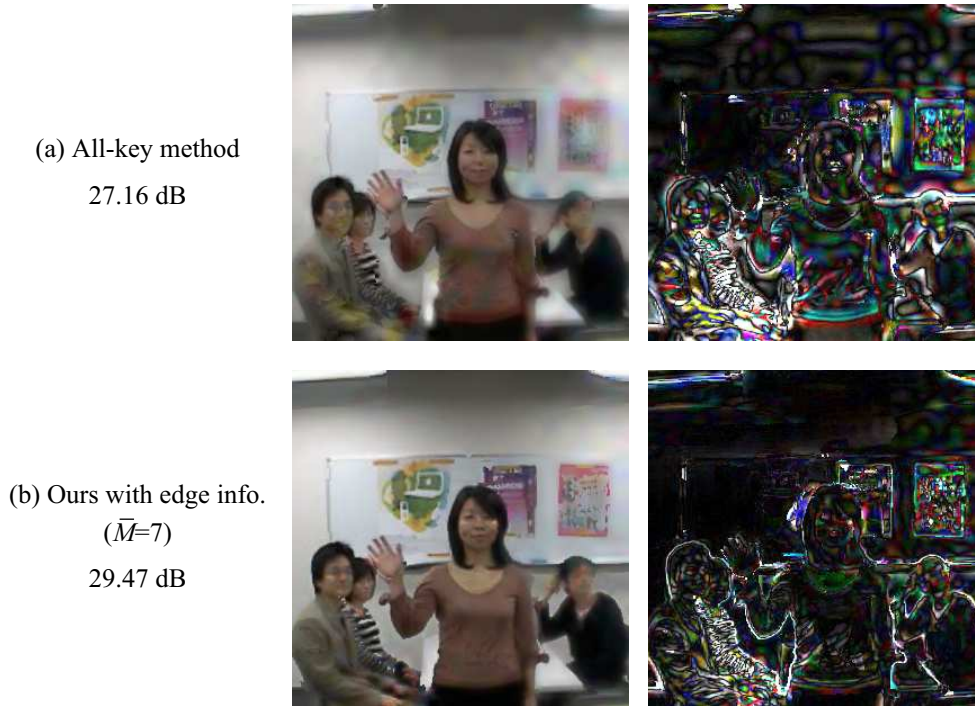 (a) All-key method
27.16 dB
(b) Ours with edge info.
(M̅=7)
29.47 dB